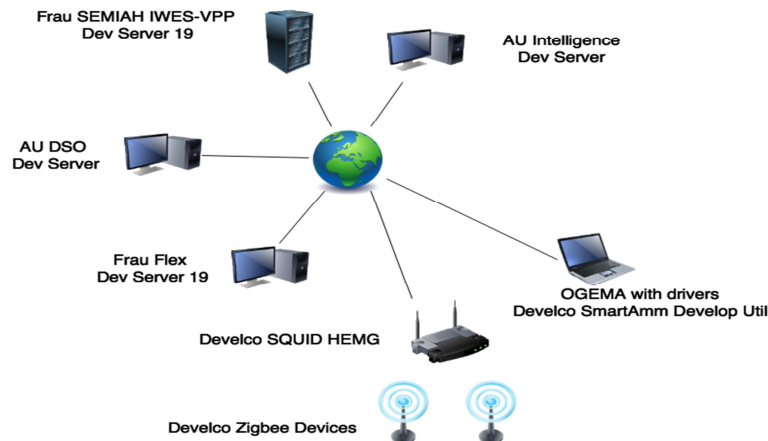 Frau SEMIAH IWES-VPP
Dev Server 19
AU Intelligence
Dev Server
AU DSO
Dev Server
Frau Flex
Dev Server 19
OGEMA with drivers
Develco SmartAmm Develop Util
Develco SQUID HEMG
Develco Zigbee Devices